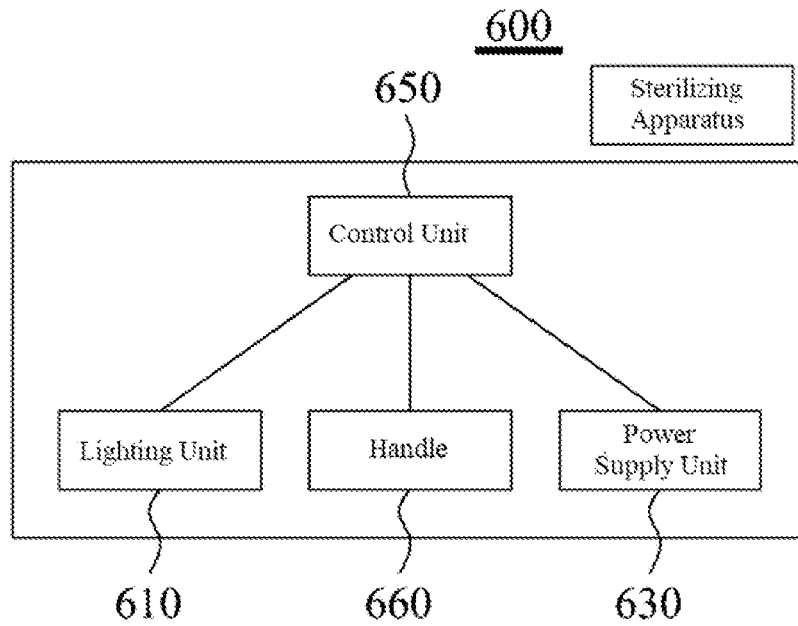 600
650
Sterilizing
Apparatus
Control Unit
Lighting Unit
Handle
Power
Supply Unit
610
660
630